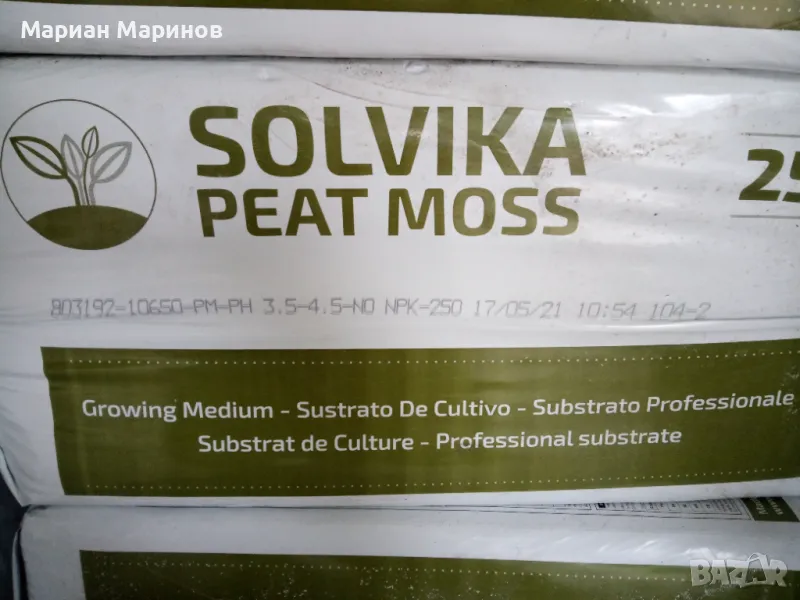 Мариан Маринов
SOLVIKA
PEAT MOSS
25
803192-10650-PM-PH 3.5-4.5-NO NPK-250 17/05/21 10:54 104-2
Growing Medium - Sustrato De Cultivo - Substrato Professionale
Substrat de Culture - Professional substrate
BAZAR